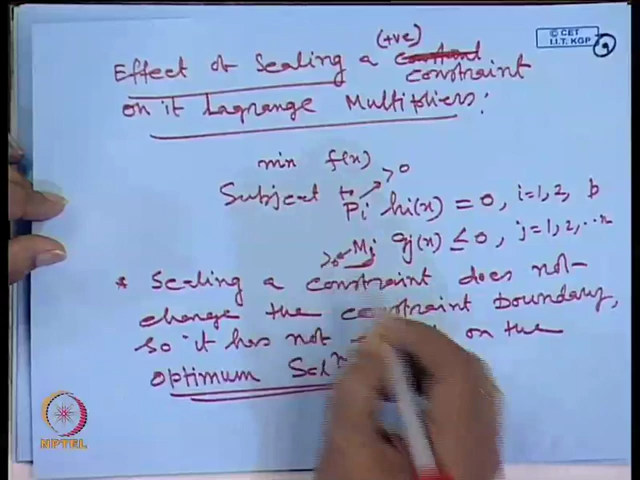 © CET
I.I.T. KGP
Effect of Scaling a (+ve) constraint
on it Lagrange Multipliers:
min f(x)
Subject to Pi hi(x) = 0, i=1,2, p
>0
>0 Mj gj(x) ≤ 0, j=1,2,..n
* Scaling a constraint does not-
change the constraint boundary,
so it has not on the
optimum Solⁿ
NPTEL